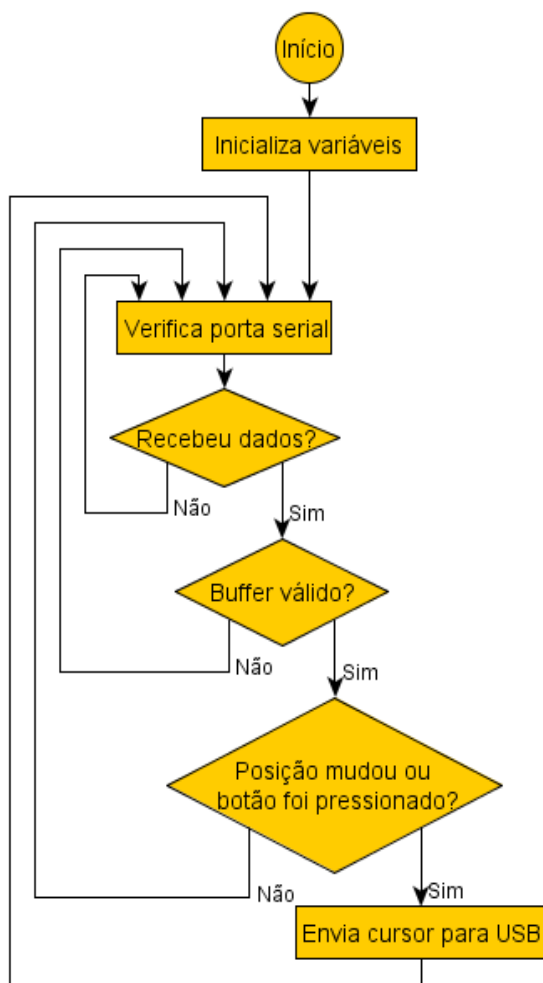 Início
Inicializa variáveis
Verifica porta serial
Recebeu dados?
Não
Sim
Buffer válido?
Não
Sim
Posição mudou ou
botão foi pressionado?
Não
Sim
Envia cursor para USB